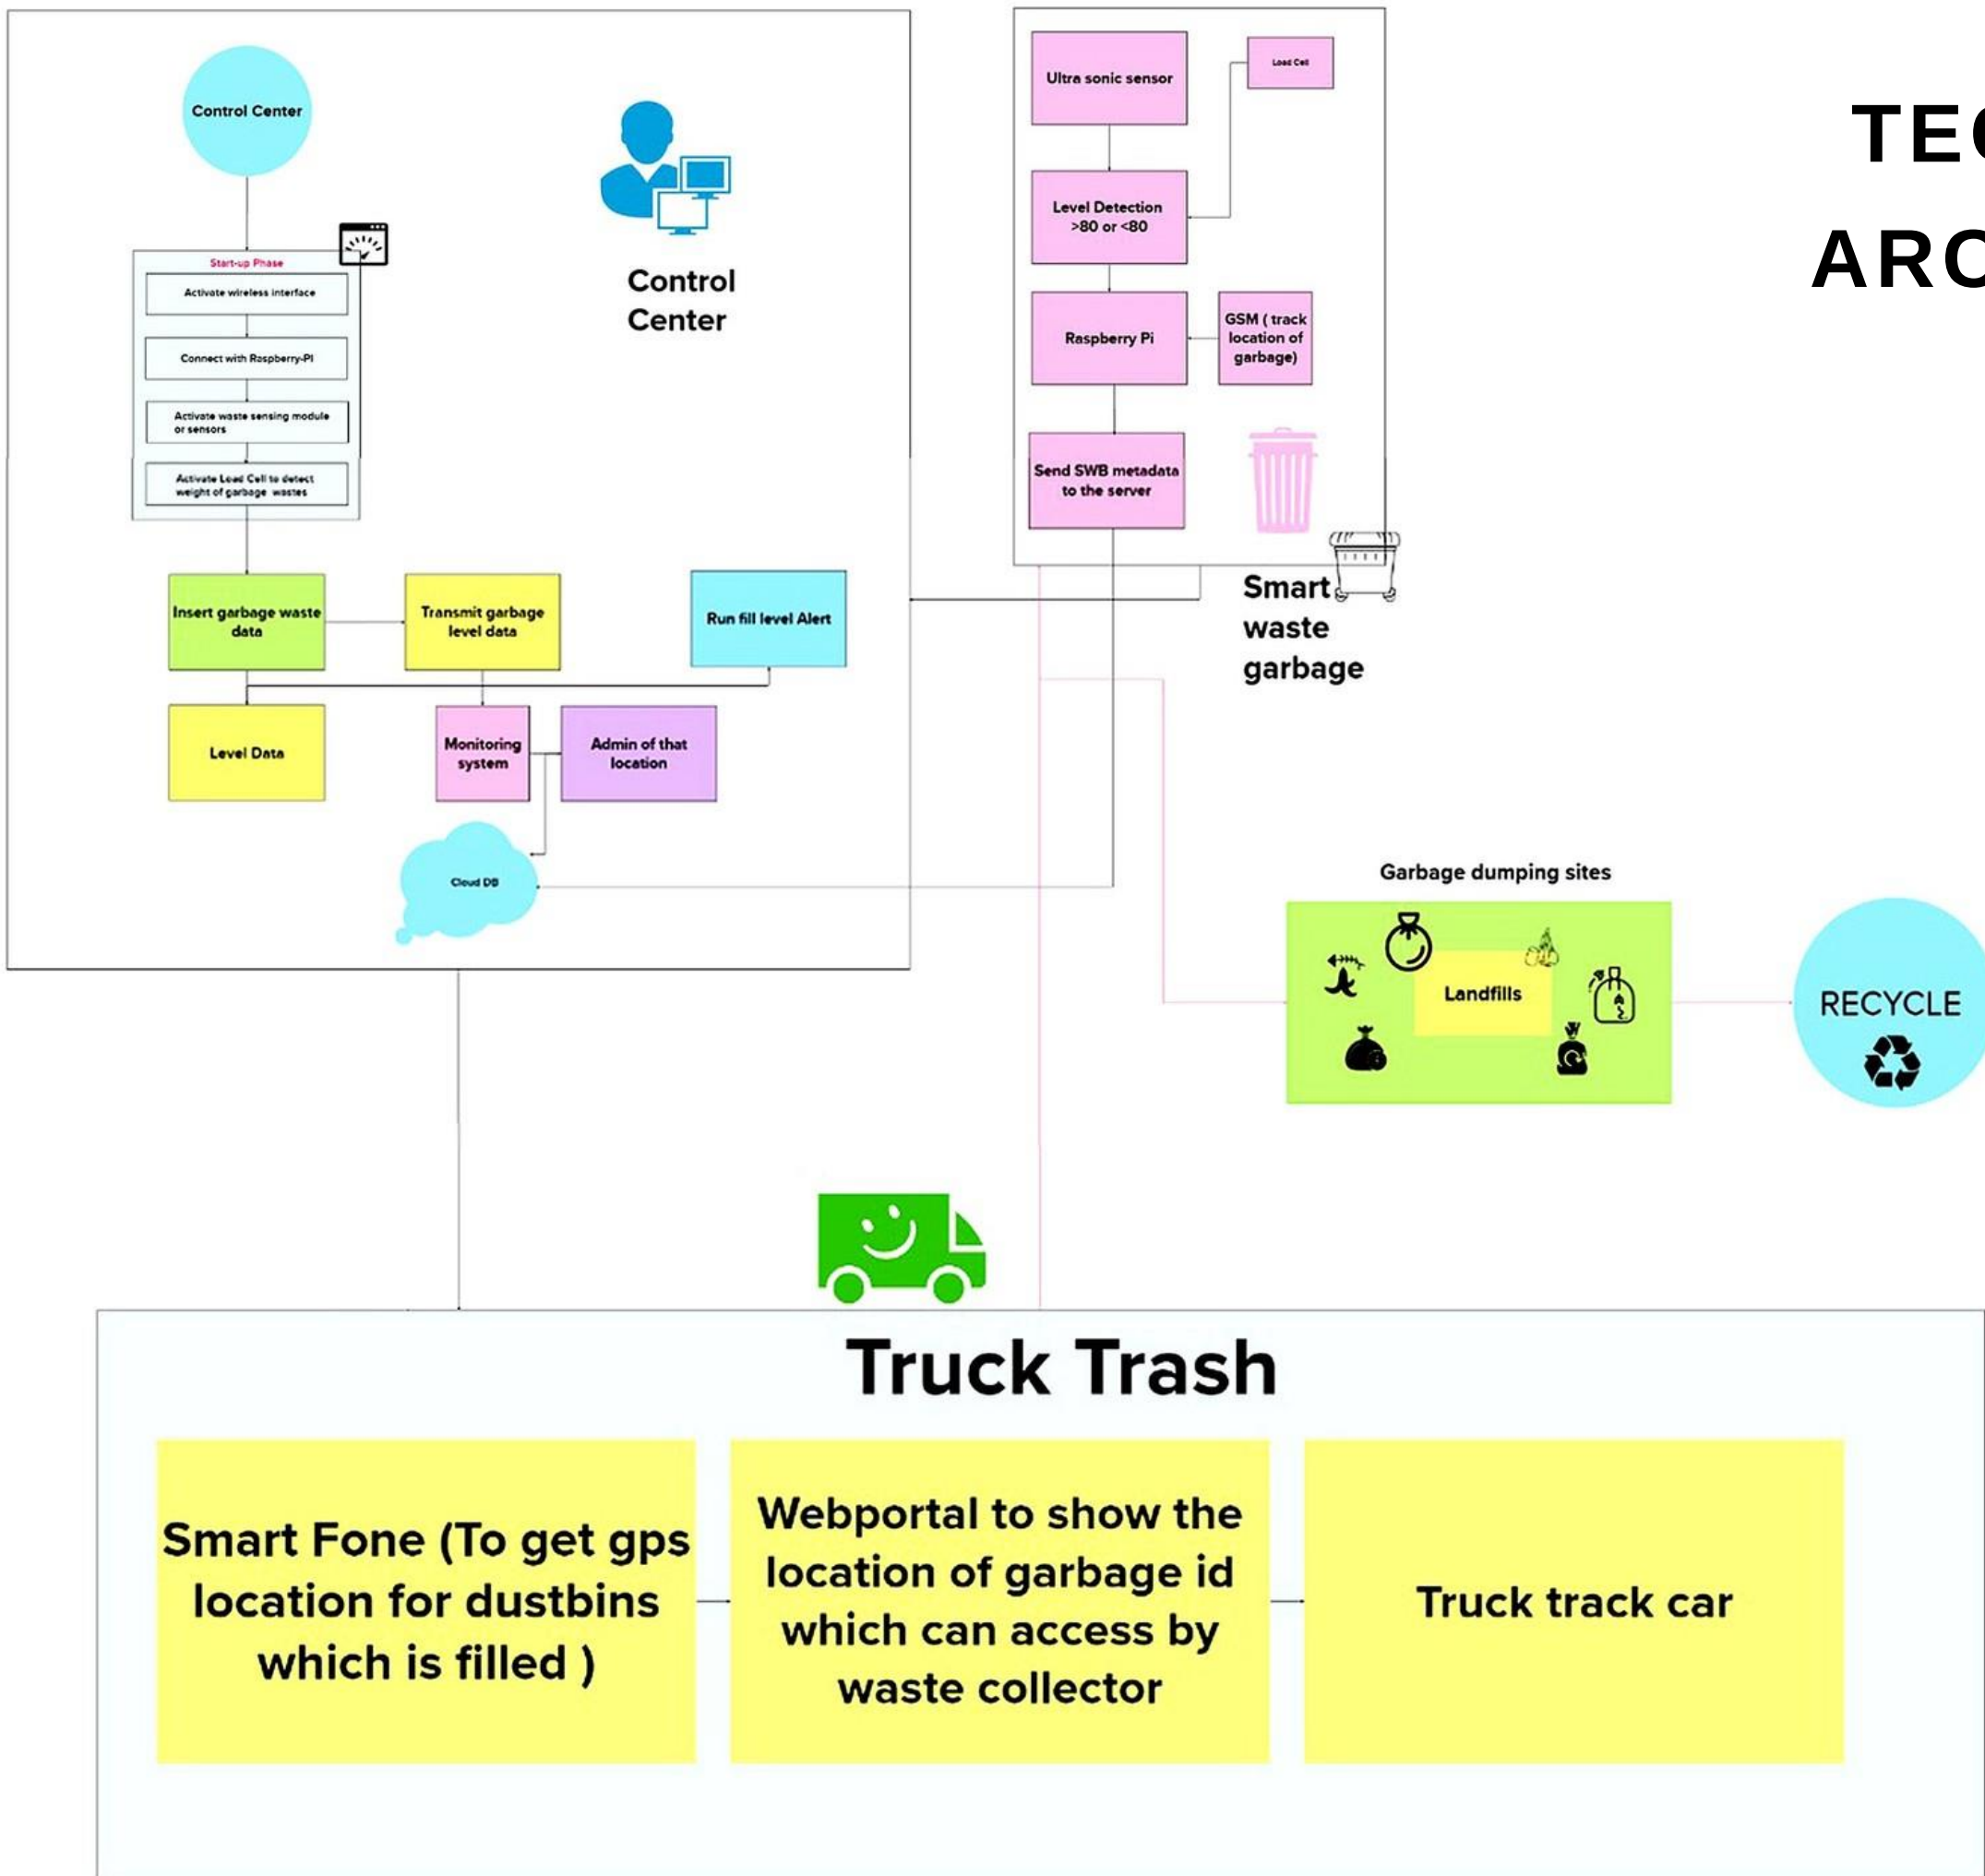 Control Center
Start-up Phase
Activate wireless interface
Connect with Raspberry-PI
Activate waste sensing module
or sensors
Activate Load Cell to detect
weight of garbage wastes
Control
Center
Insert garbage waste
data
Transmit garbage
level data
Run fill level Alert
Level Data
Monitoring
system
Admin of that
location
Cloud DB
Ultra sonic sensor
Load Cell
Level Detection
>80 or <80
Raspberry Pi
GSM ( track
location of
garbage)
Send SWB metadata
to the server
Smart
waste
garbage
TEC
ARC
Garbage dumping sites
Landfills
RECYCLE
Truck Trash
Smart Fone (To get gps
location for dustbins
which is filled )
Webportal to show the
location of garbage id
which can access by
waste collector
Truck track car